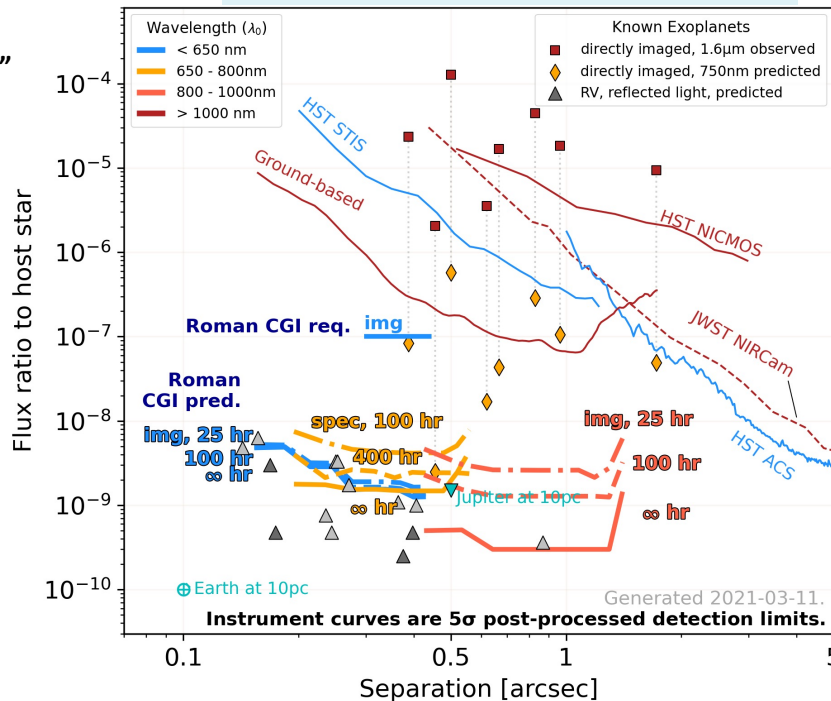 ”
Wavelength (λ₀)
< 650 nm
650 - 800nm
800 - 1000nm
> 1000 nm
Known Exoplanets
directly imaged, 1.6μm observed
directly imaged, 750nm predicted
RV, reflected light, predicted
Flux ratio to host star
10⁻⁴
10⁻⁵
10⁻⁶
10⁻⁷
10⁻⁸
10⁻⁹
10⁻¹⁰
HST STIS
Ground-based
HST NICMOS
JWST NIRCam
HST ACS
Roman CGI req.
img
Roman
CGI pred.
img, 25 hr
100 hr
∞ hr
spec, 100 hr
400 hr
∞ hr
img, 25 hr
100 hr
∞ hr
Jupiter at 10pc
Earth at 10pc
Generated 2021-03-11.
Instrument curves are 5σ post-processed detection limits.
0.1
0.5
1
5
Separation [arcsec]